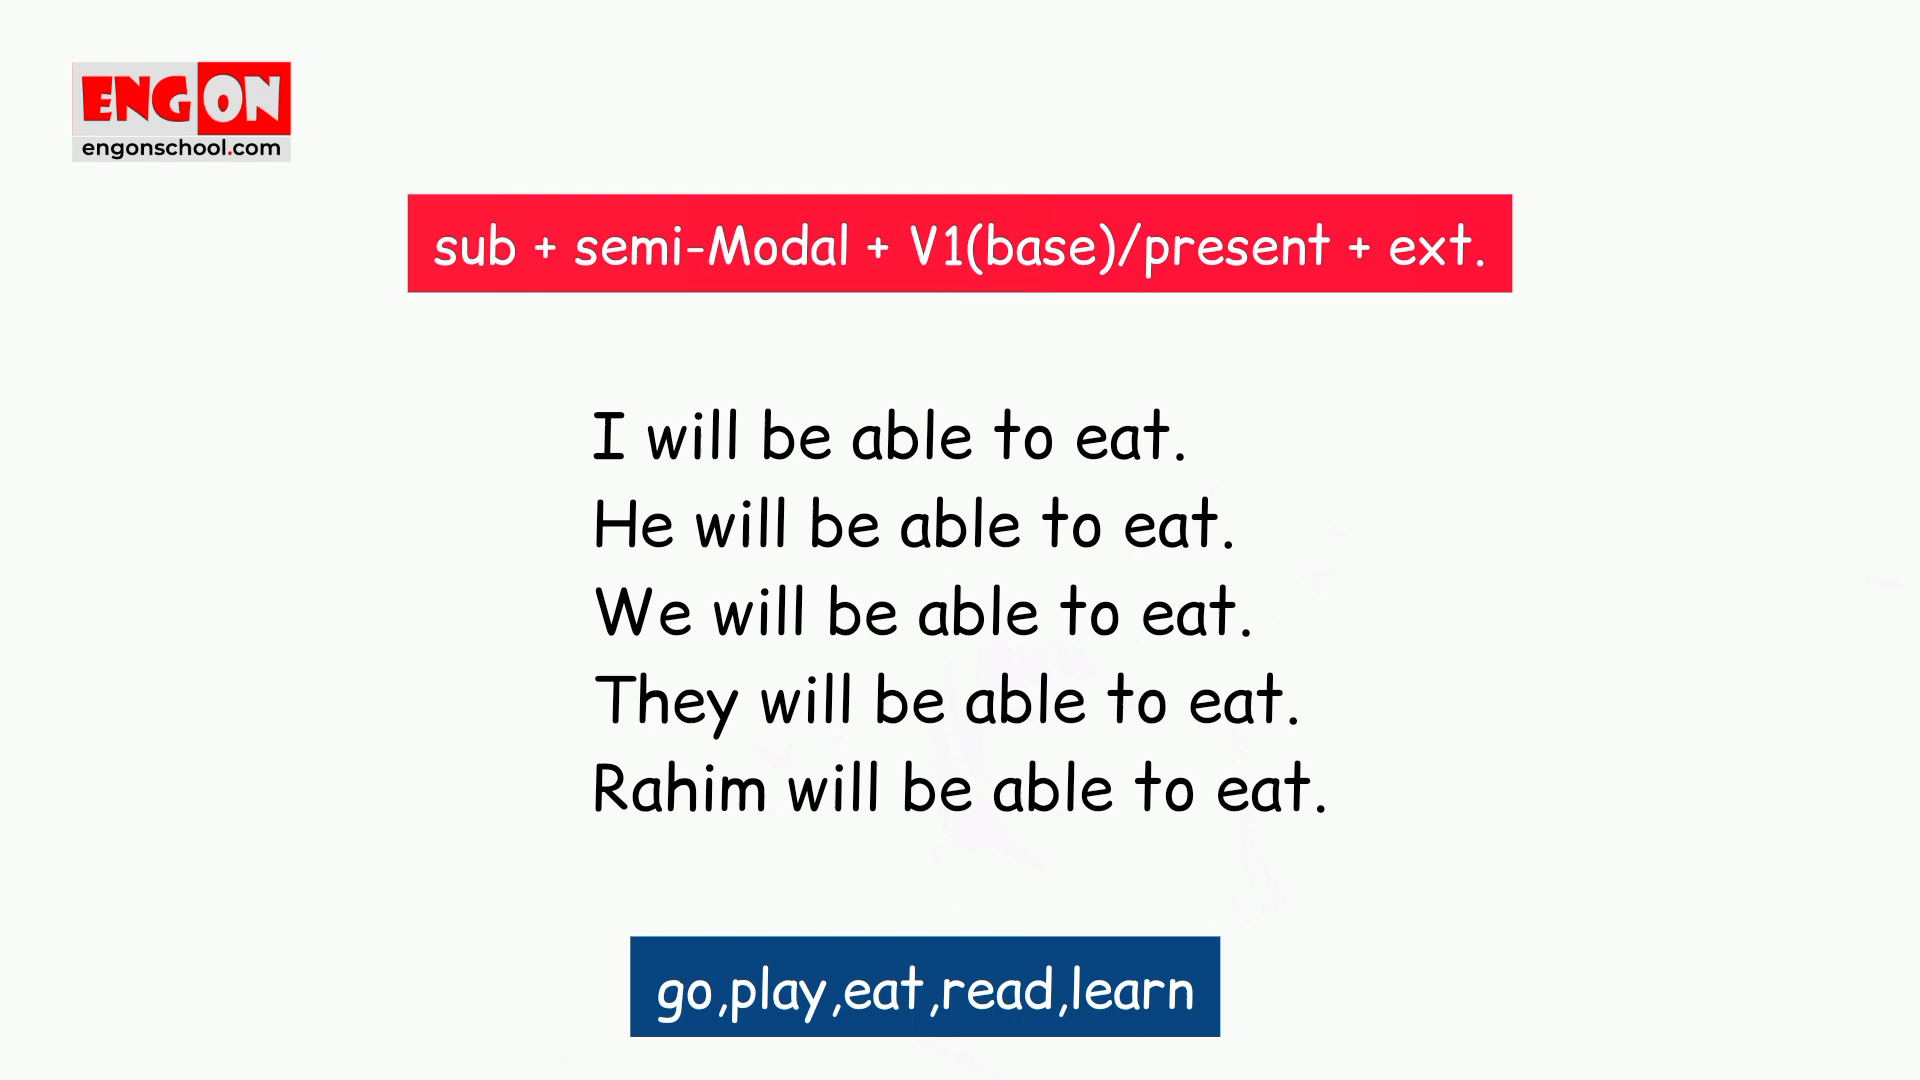 ENGON
engonschool.com
sub + semi-Modal + V1(base)/present + ext.
I will be able to eat.
He will be able to eat.
We will be able to eat.
They will be able to eat.
Rahim will be able to eat.
go,play,eat,read,learn